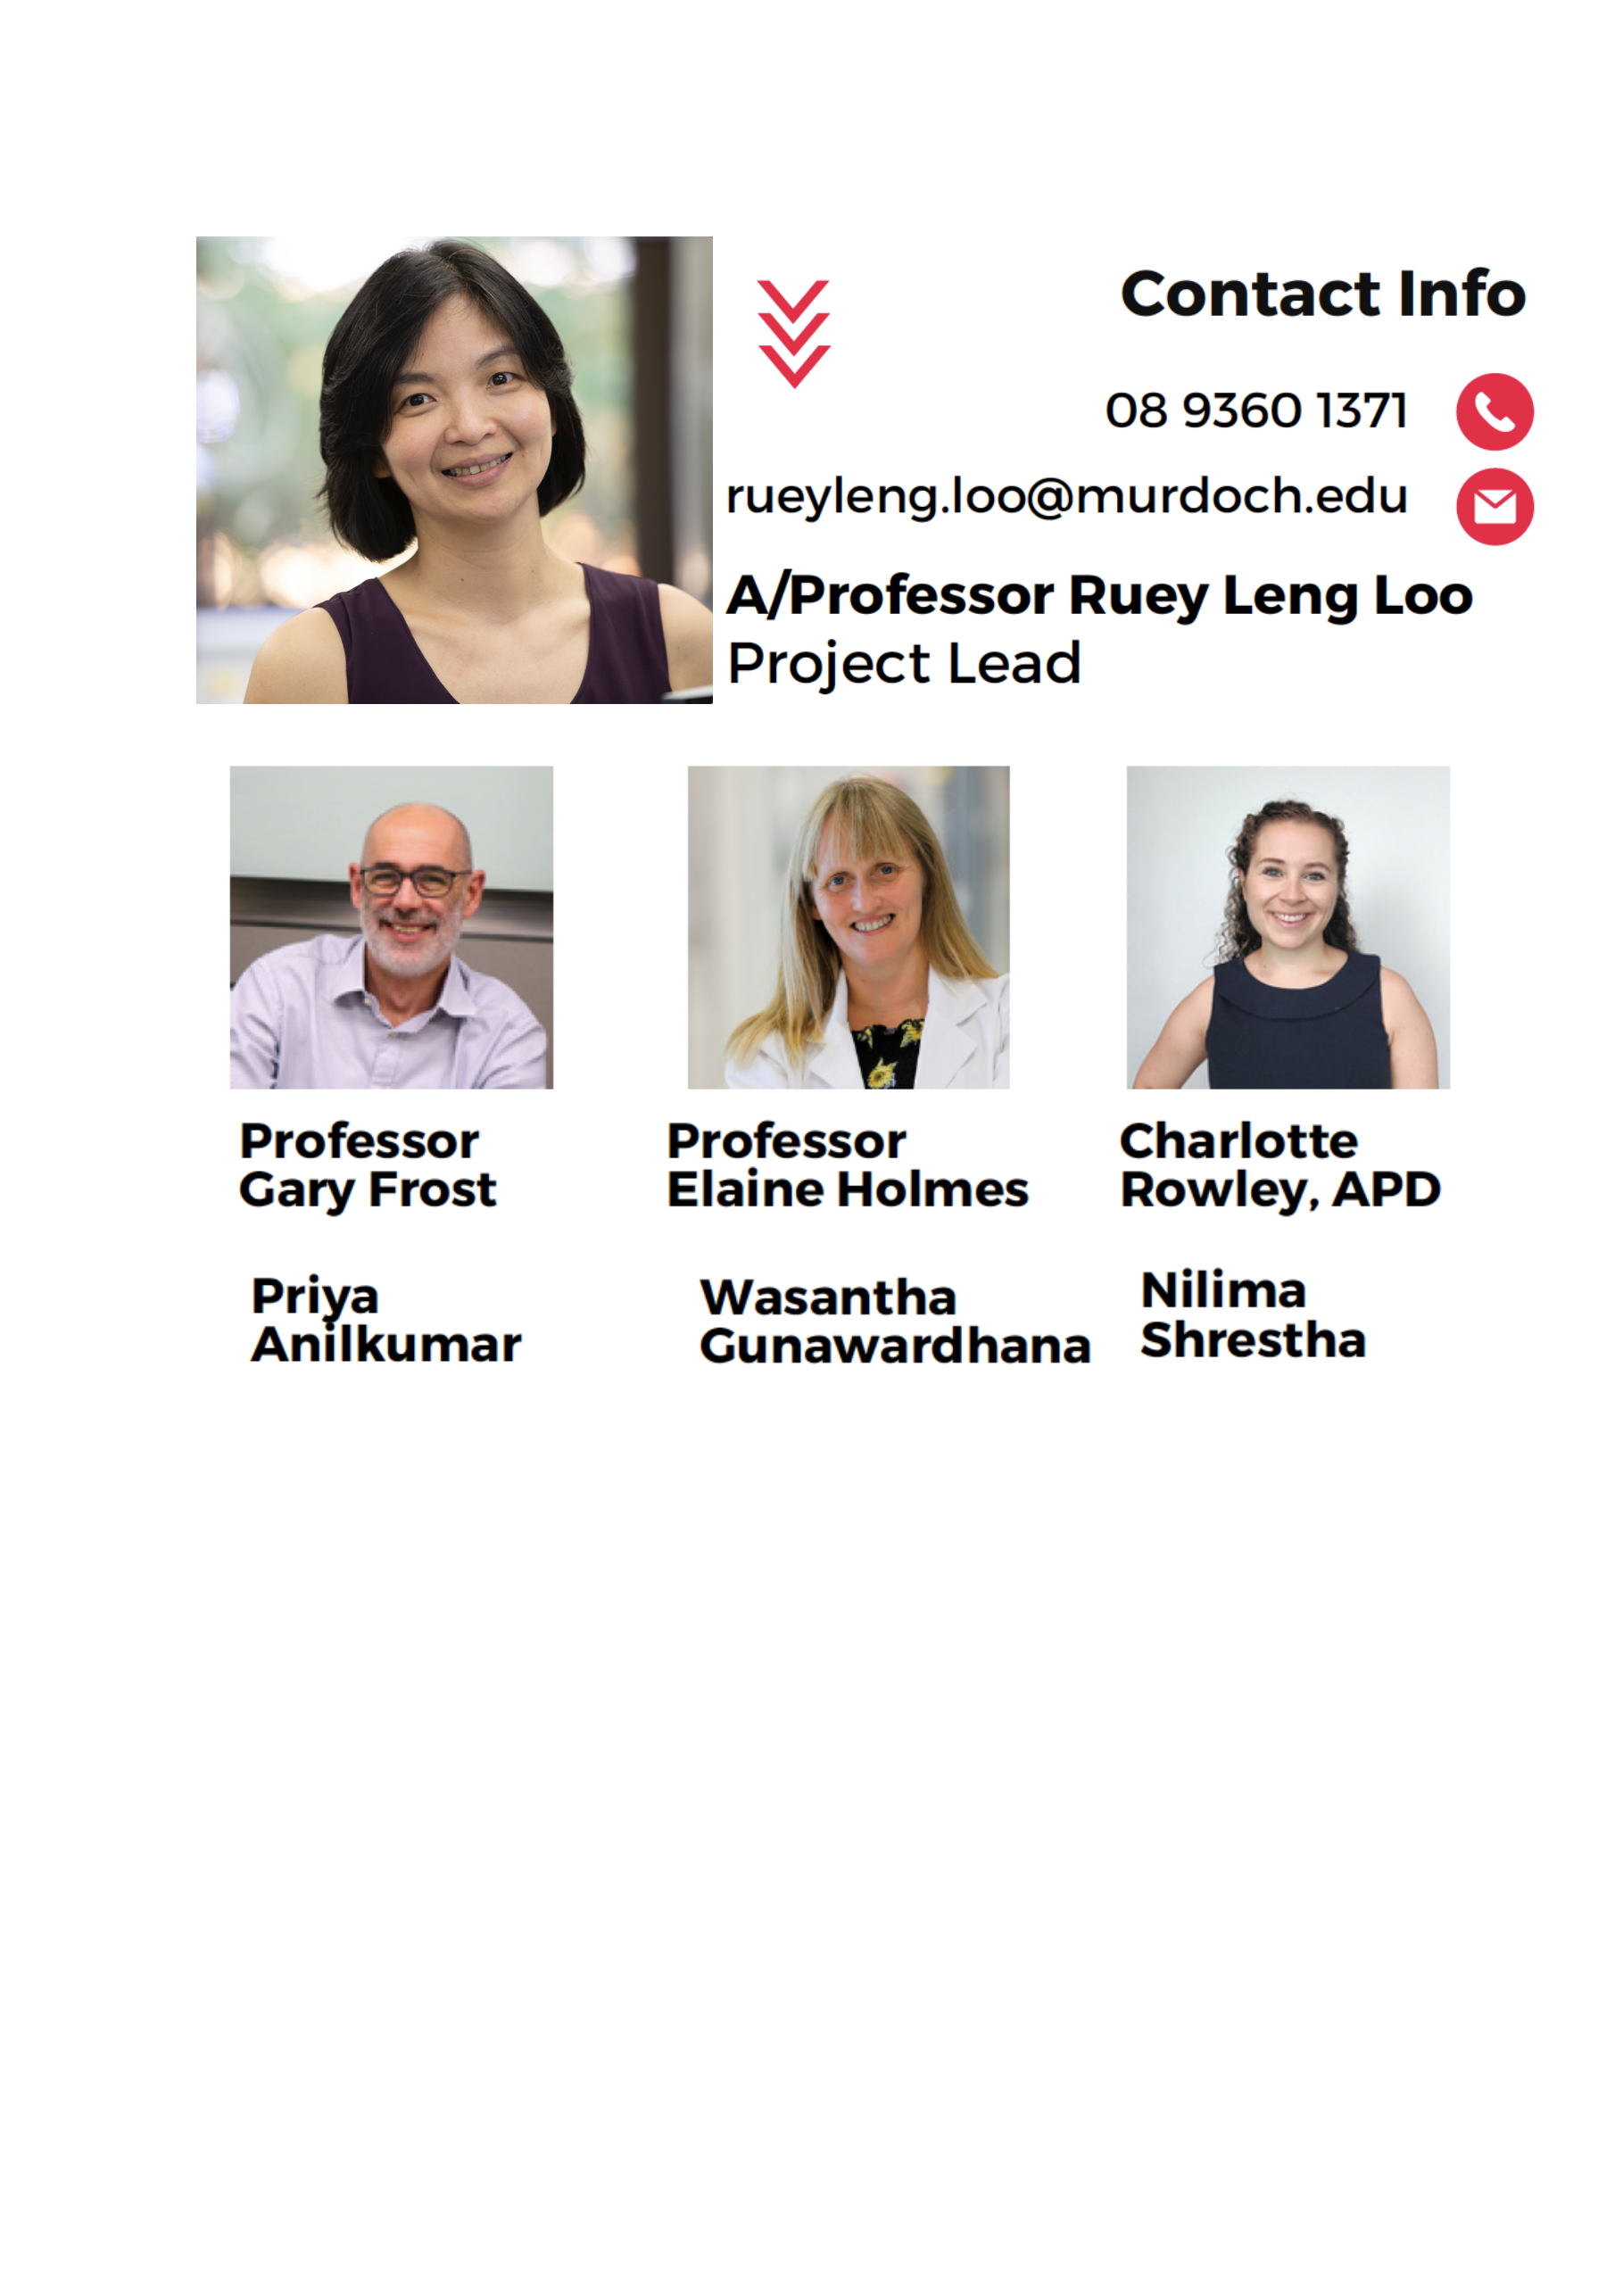 Contact Info
08 9360 1371
rueyleng.loo@murdoch.edu
A/Professor Ruey Leng Loo
Project Lead
Professor
Gary Frost
Professor
Elaine Holmes
Charlotte
Rowley, APD
Priya
Anilkumar
Wasantha
Gunawardhana
Nilima
Shrestha